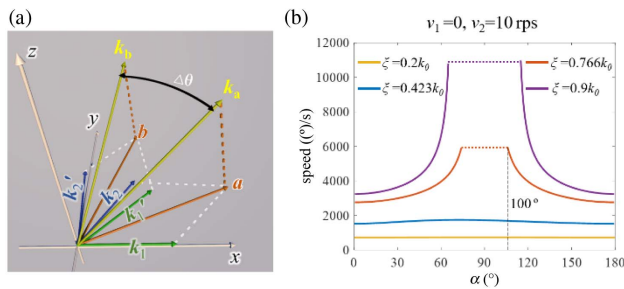 (a)
z
k_b
Δθ
k_a
y
b
k_2'
k_2
k_1'
a
k_1
x
(b)
v_1=0, v_2=10 rps
12000
10000
8000
6000
4000
2000
0
speed ((°)/s)
ξ=0.2k_0
ξ=0.766k_0
ξ=0.423k_0
ξ=0.9k_0
100°
0 30 60 90 120 150 180
α (°)